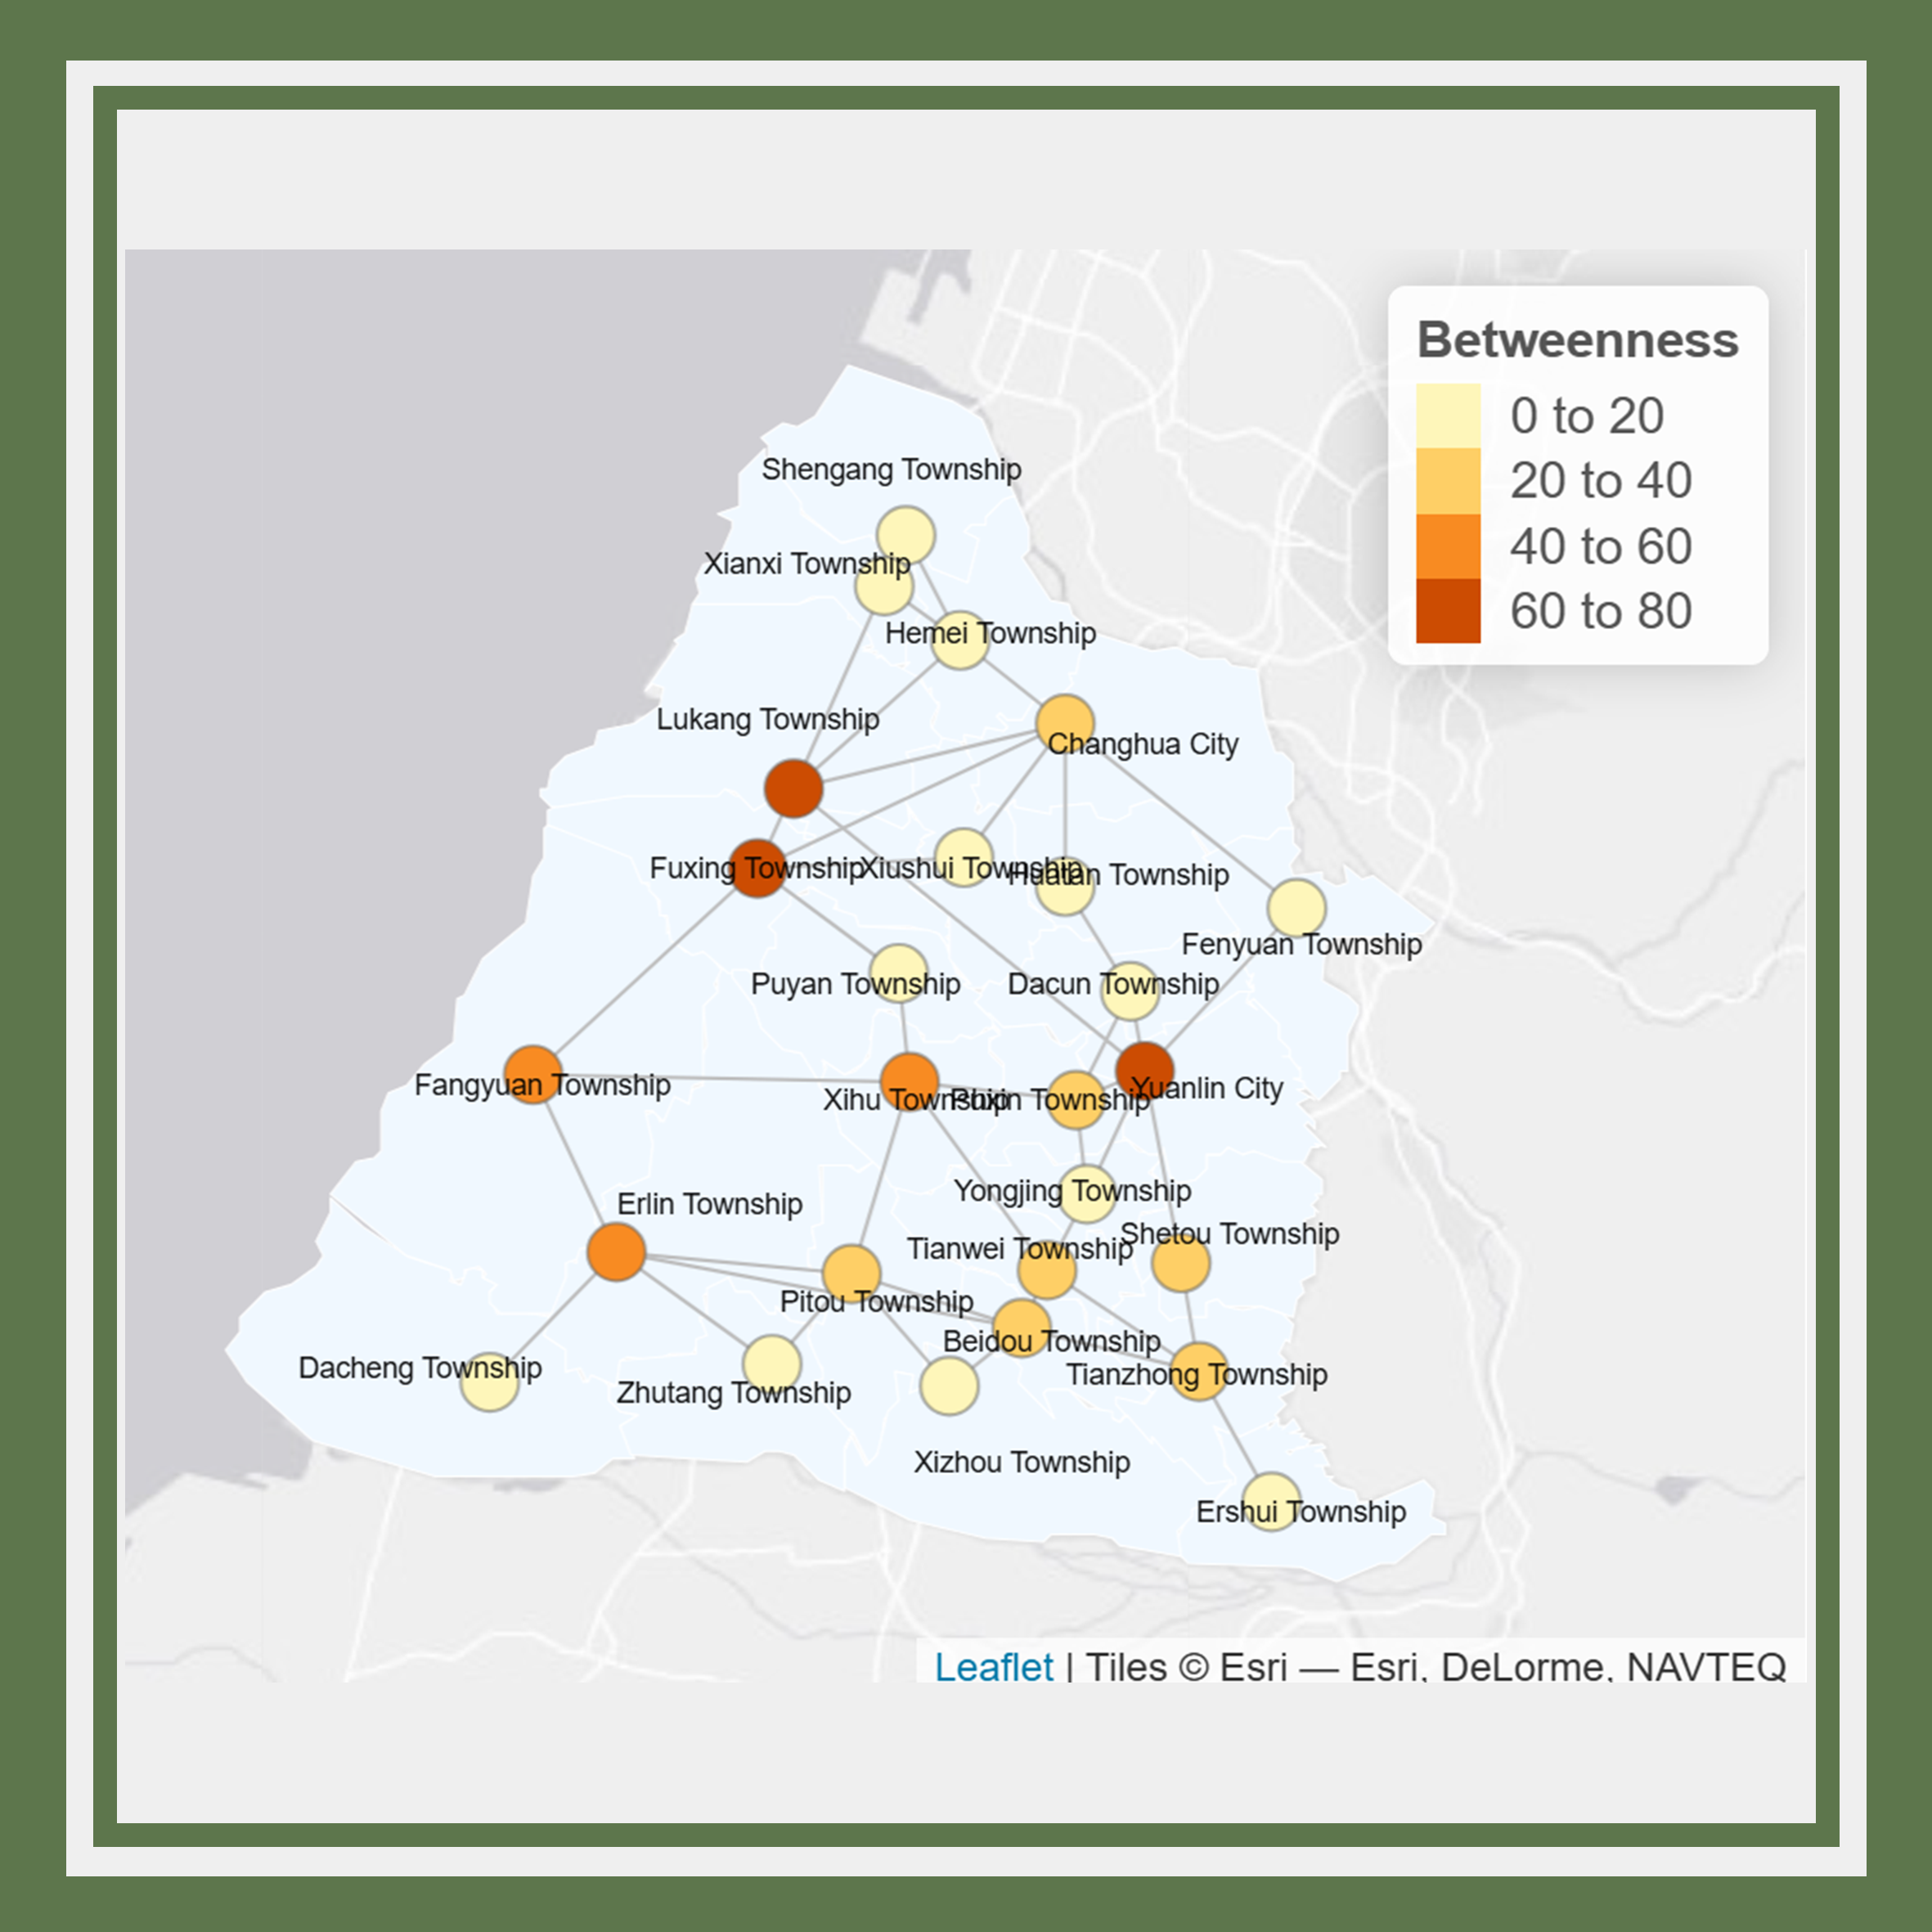 Betweenness
0 to 20
20 to 40
40 to 60
60 to 80
Shengang Township
Xianxi Township
Hemei Township
Lukang Township
Changhua City
Fuxing Township
Xiushui Township
Huatan Township
Fenyuan Township
Puyan Township
Dacun Township
Fangyuan Township
Xihu Township
Puxin Township
Yuanlin City
Yongjing Township
Erlin Township
Shetou Township
Tianwei Township
Pitou Township
Beidou Township
Dacheng Township
Tianzhong Township
Zhutang Township
Xizhou Township
Ershui Township
Leaflet | Tiles © Esri — Esri, DeLorme, NAVTEQ